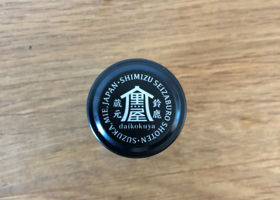 SHIMIZU SEIZABURO SHOTEN・SUZUKA, MIE, JAPAN・
鈴鹿
黒屋
蔵元
daikokuya